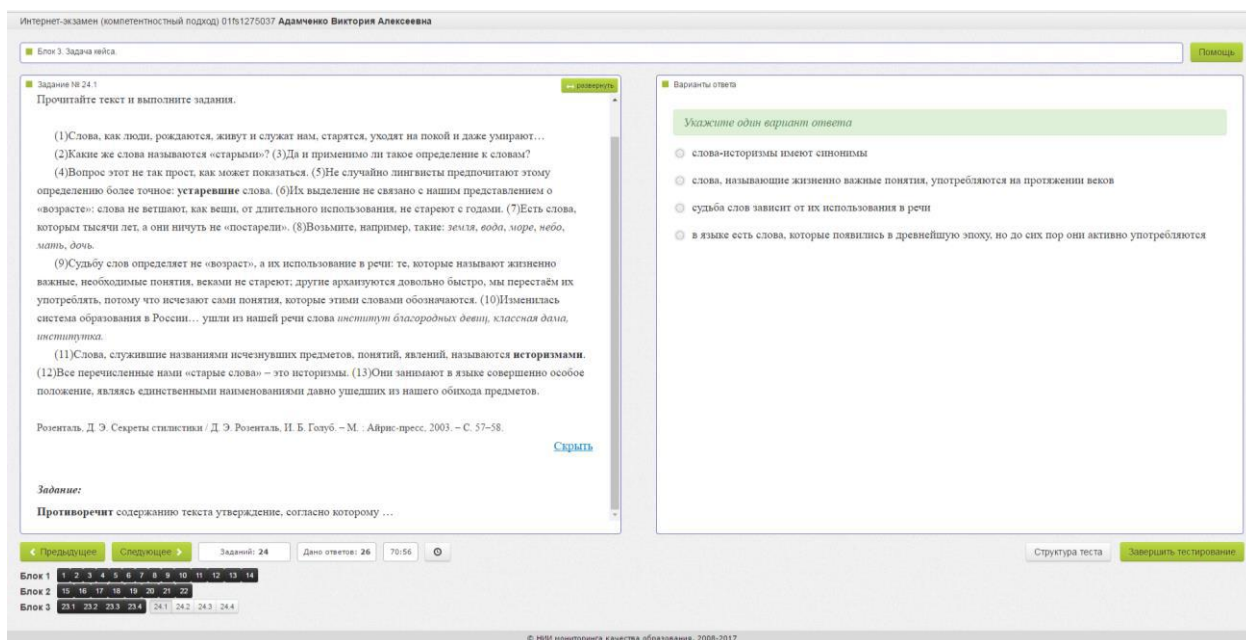 Интернет-экзамен (компетентностный подход) 01fs1275037 Адамченко Виктория Алексеевна
Блок 3. Задача кейса.
Помощь
Задание № 24.1
развернуть
Прочитайте текст и выполните задания.
(1)Слова, как люди, рождаются, живут и служат нам, старятся, уходят на покой и даже умирают…
(2)Какие же слова называются «старыми»? (3)Да и применимо ли такое определение к словам?
(4)Вопрос этот не так прост, как может показаться. (5)Не случайно лингвисты предпочитают этому
определению более точное: устаревшие слова. (6)Их выделение не связано с нашим представлением о
«возрасте»: слова не ветшают, как вещи, от длительного использования, не стареют с годами. (7)Есть слова,
которым тысячи лет, а они ничуть не «постарели». (8)Возьмите, например, такие: земля, вода, море, небо,
мать, дочь.
(9)Судьбу слов определяет не «возраст», а их использование в речи: те, которые называют жизненно
важные, необходимые понятия, веками не стареют; другие архаизуются довольно быстро, мы перестаём их
употреблять, потому что исчезают сами понятия, которые этими словами обозначаются. (10)Изменилась
система образования в России… ушли из нашей речи слова институт благородных девиц, классная дама,
институтка.
(11)Слова, служившие названиями исчезнувших предметов, понятий, явлений, называются историзмами.
(12)Все перечисленные нами «старые слова» – это историзмы. (13)Они занимают в языке совершенно особое
положение, являясь единственными наименованиями давно ушедших из нашего обихода предметов.
Розенталь, Д. Э. Секреты стилистики / Д. Э. Розенталь, И. Б. Голуб. – М. : Айрис-пресс, 2003. – С. 57–58.
Скрыть
Задание:
Противоречит содержанию текста утверждение, согласно которому …
Варианты ответа
Укажите один вариант ответа
слова-историзмы имеют синонимы
слова, называющие жизненно важные понятия, употребляются на протяжении веков
судьба слов зависит от их использования в речи
в языке есть слова, которые появились в древнейшую эпоху, но до сих пор они активно употребляются
Предыдущее Следующее Заданий: 24 Дано ответов: 26 70:56 Структура теста Завершить тестирование
Блок 1 1 2 3 4 5 6 7 8 9 10 11 12 13 14
Блок 2 15 16 17 18 19 20 21 22
Блок 3 23.1 23.2 23.3 23.4 24.1 24.2 24.3 24.4
© НИИ мониторинга качества образования, 2008-2017